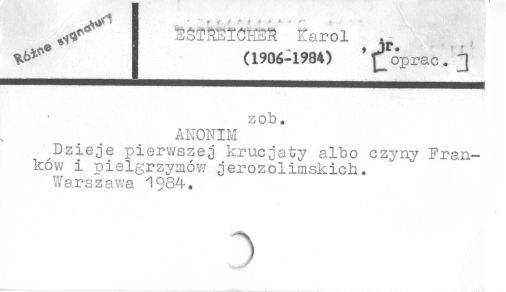 Różne sygnatury
ESTREICHER Karol, jr.
(1906-1984) [oprac.]
zob.
ANONIM
Dzieje pierwszej krucjaty albo czyny Fran-
ków i pielgrzymów jerozolimskich.
Warszawa 1984.